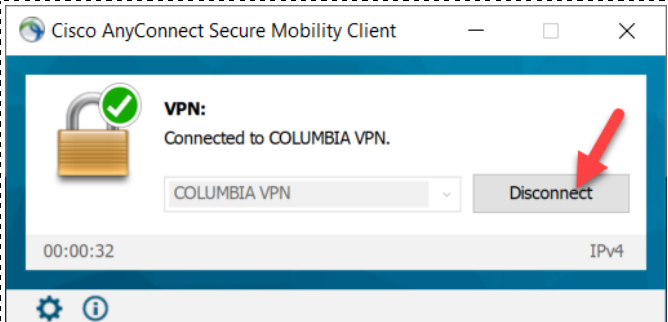 Cisco AnyConnect Secure Mobility Client
VPN:
Connected to COLUMBIA VPN.
COLUMBIA VPN
Disconnect
00:00:32
IPv4